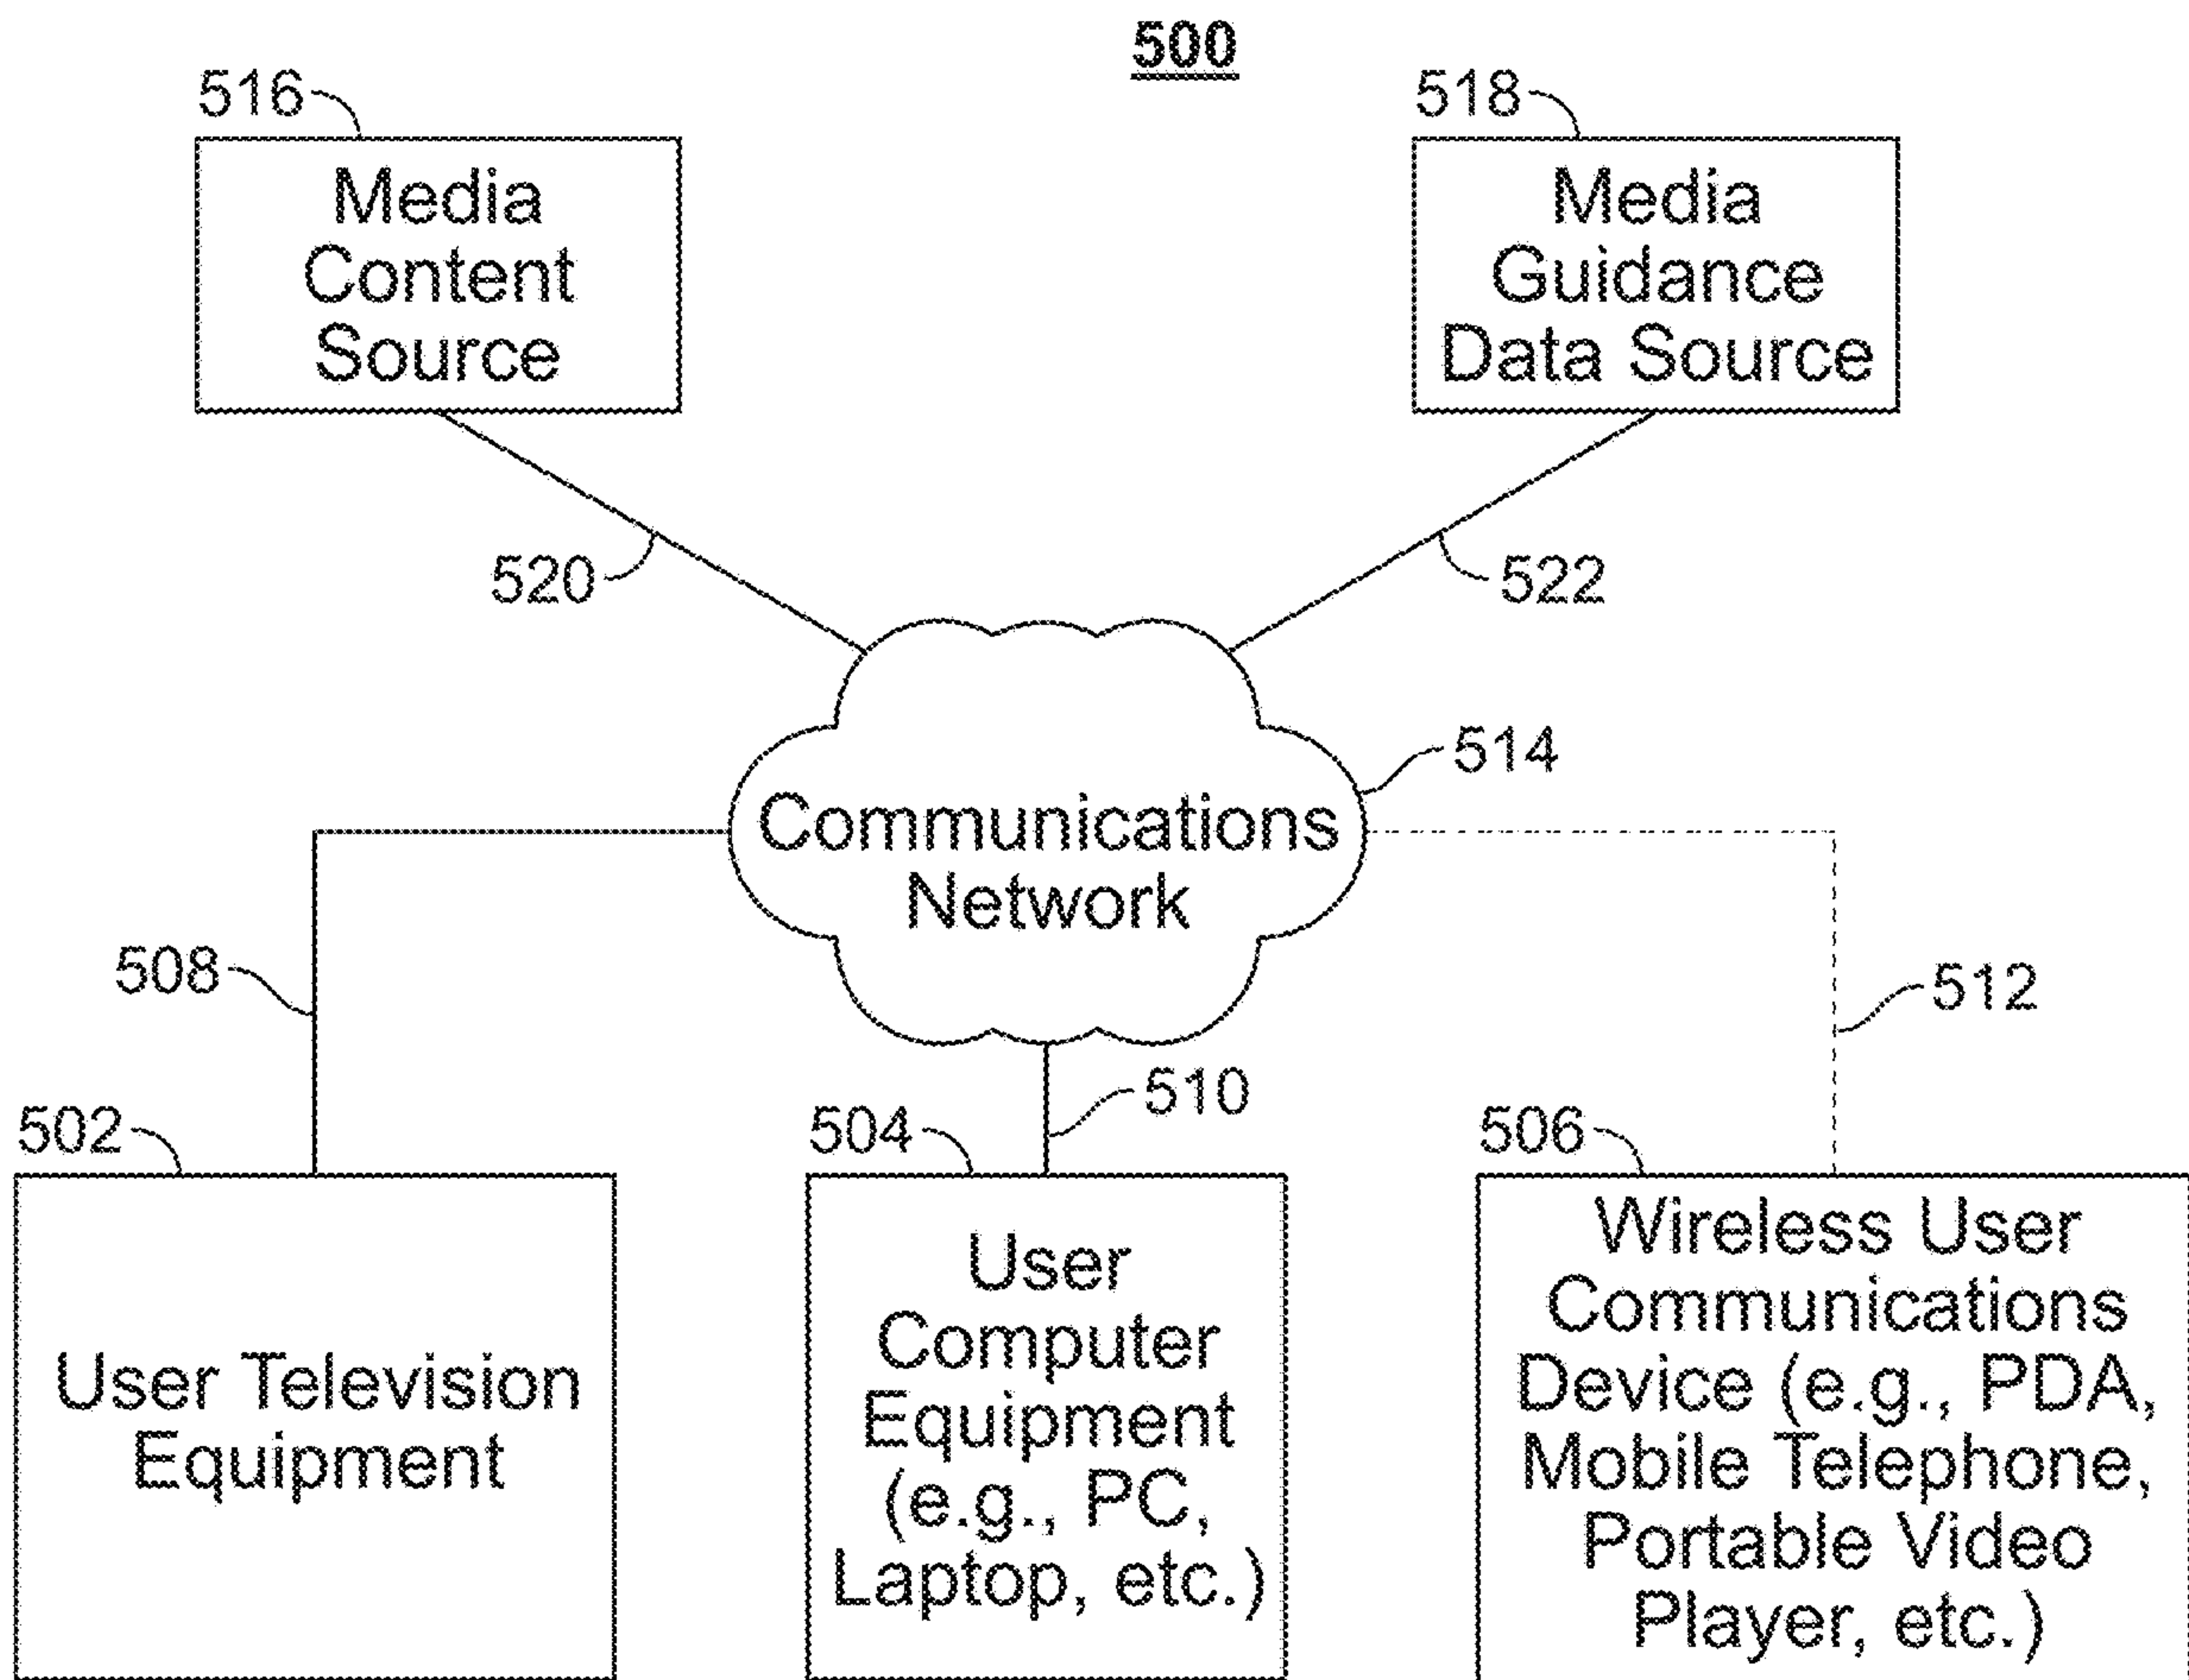 500
516
Media
Content
Source
518
Media
Guidance
Data Source
520
522
514
Communications
Network
508
512
510
502
User Television
Equipment
504
User
Computer
Equipment
(e.g., PC,
Laptop, etc.)
506
Wireless User
Communications
Device (e.g., PDA,
Mobile Telephone,
Portable Video
Player, etc.)